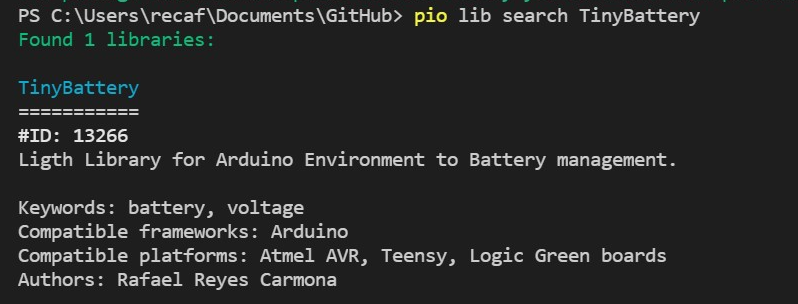 PS C:\Users\recaf\Documents\GitHub> pio lib search TinyBattery
Found 1 libraries:
TinyBattery
===========
#ID: 13266
Ligth Library for Arduino Environment to Battery management.
Keywords: battery, voltage
Compatible frameworks: Arduino
Compatible platforms: Atmel AVR, Teensy, Logic Green boards
Authors: Rafael Reyes Carmona